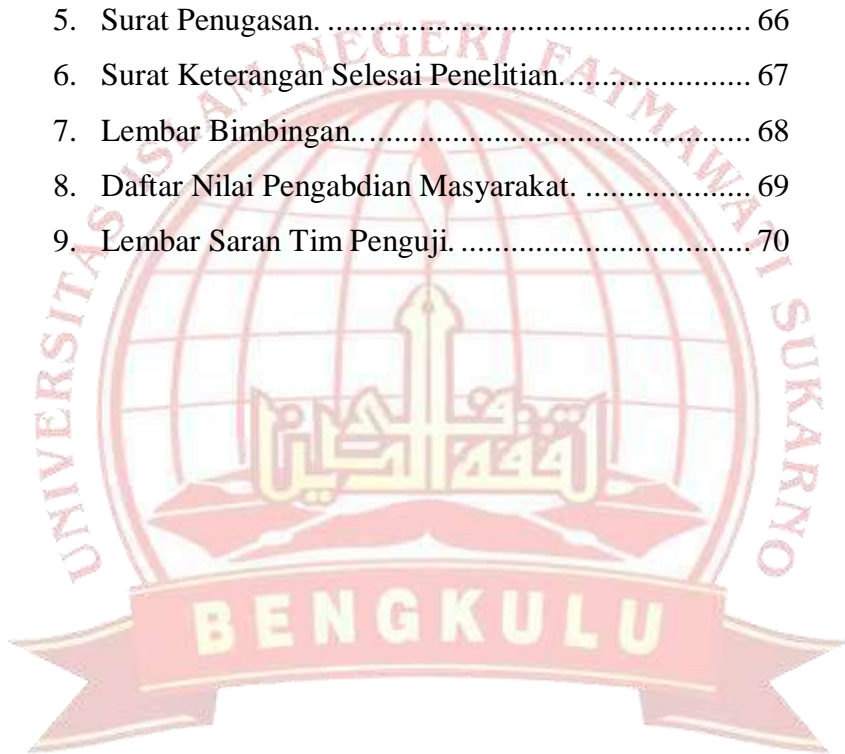 5. Surat Penugasan. ................................................ 66
6. Surat Keterangan Selesai Penelitian. ..................... 67
7. Lembar Bimbingan.. ............................................ 68
8. Daftar Nilai Pengabdian Masyarakat. ................... 69
9. Lembar Saran Tim Penguji. ................................. 70
UNIVERSITAS ISLAM NEGERI FATMAWATI SUKARNO
BENGKULU